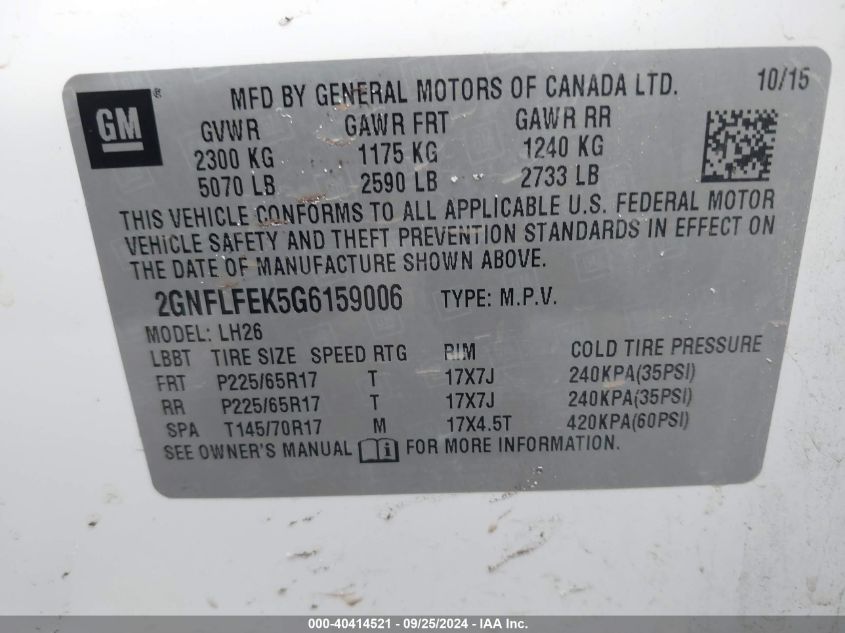 GM®
MFD BY GENERAL MOTORS OF CANADA LTD. 10/15
GVWR GAWR FRT GAWR RR
2300 KG 1175 KG 1240 KG
5070 LB 2590 LB 2733 LB
THIS VEHICLE CONFORMS TO ALL APPLICABLE U.S. FEDERAL MOTOR
VEHICLE SAFETY AND THEFT PREVENTION STANDARDS IN EFFECT ON
THE DATE OF MANUFACTURE SHOWN ABOVE.
2GNFLFEK5G6159006 TYPE: M.P.V.
MODEL: LH26
LBBT TIRE SIZE SPEED RTG RIM COLD TIRE PRESSURE
FRT P225/65R17 T 17X7J 240KPA(35PSI)
RR P225/65R17 T 17X7J 240KPA(35PSI)
SPA T145/70R17 M 17X4.5T 420KPA(60PSI)
SEE OWNER'S MANUAL i FOR MORE INFORMATION.
000-40414521 - 09/25/2024 - IAA Inc.